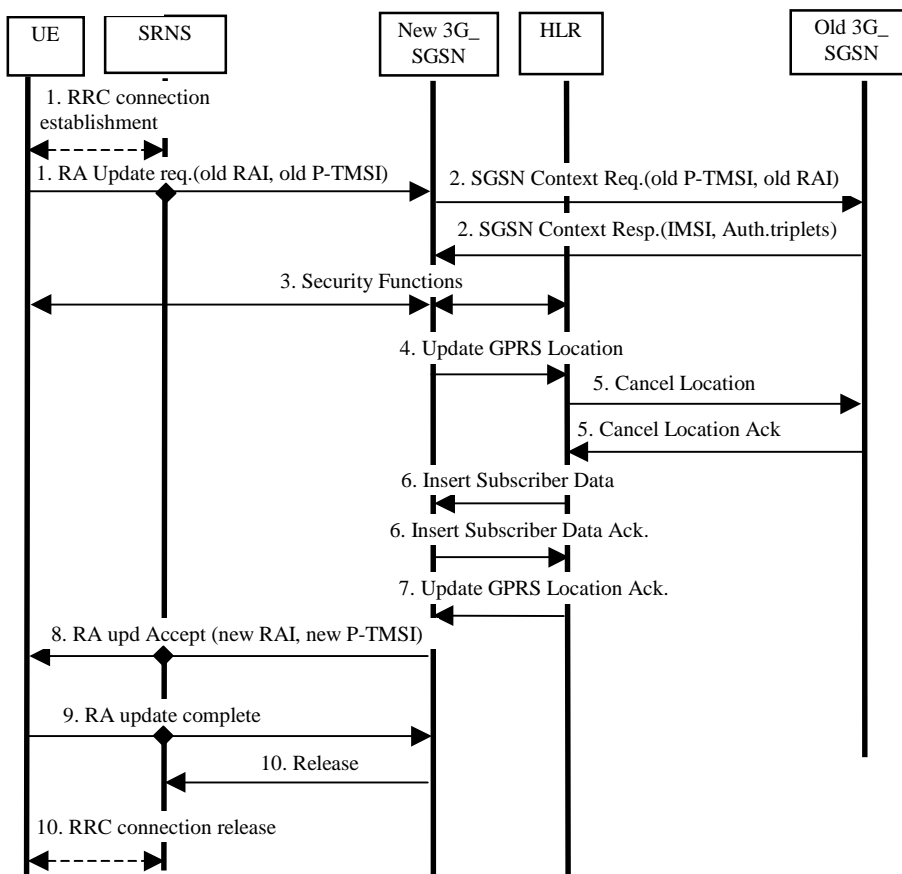 UE
SRNS
New 3G_
SGSN
HLR
Old 3G_
SGSN
1. RRC connection
establishment
1. RA Update req.(old RAI, old P-TMSI)
2. SGSN Context Req.(old P-TMSI, old RAI)
2. SGSN Context Resp.(IMSI, Auth.triplets)
3. Security Functions
4. Update GPRS Location
5. Cancel Location
5. Cancel Location Ack
6. Insert Subscriber Data
6. Insert Subscriber Data Ack.
7. Update GPRS Location Ack.
8. RA upd Accept (new RAI, new P-TMSI)
9. RA update complete
10. Release
10. RRC connection release